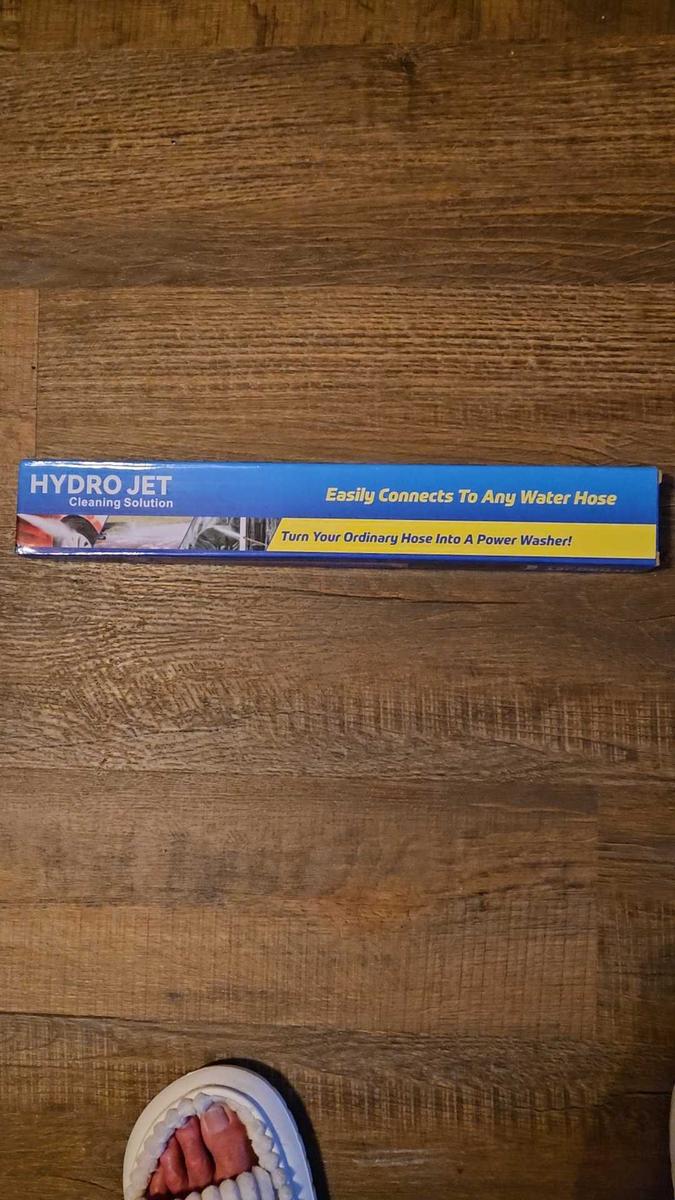 HYDRO JET
Cleaning Solution
Easily Connects To Any Water Hose
Turn Your Ordinary Hose Into A Power Washer!